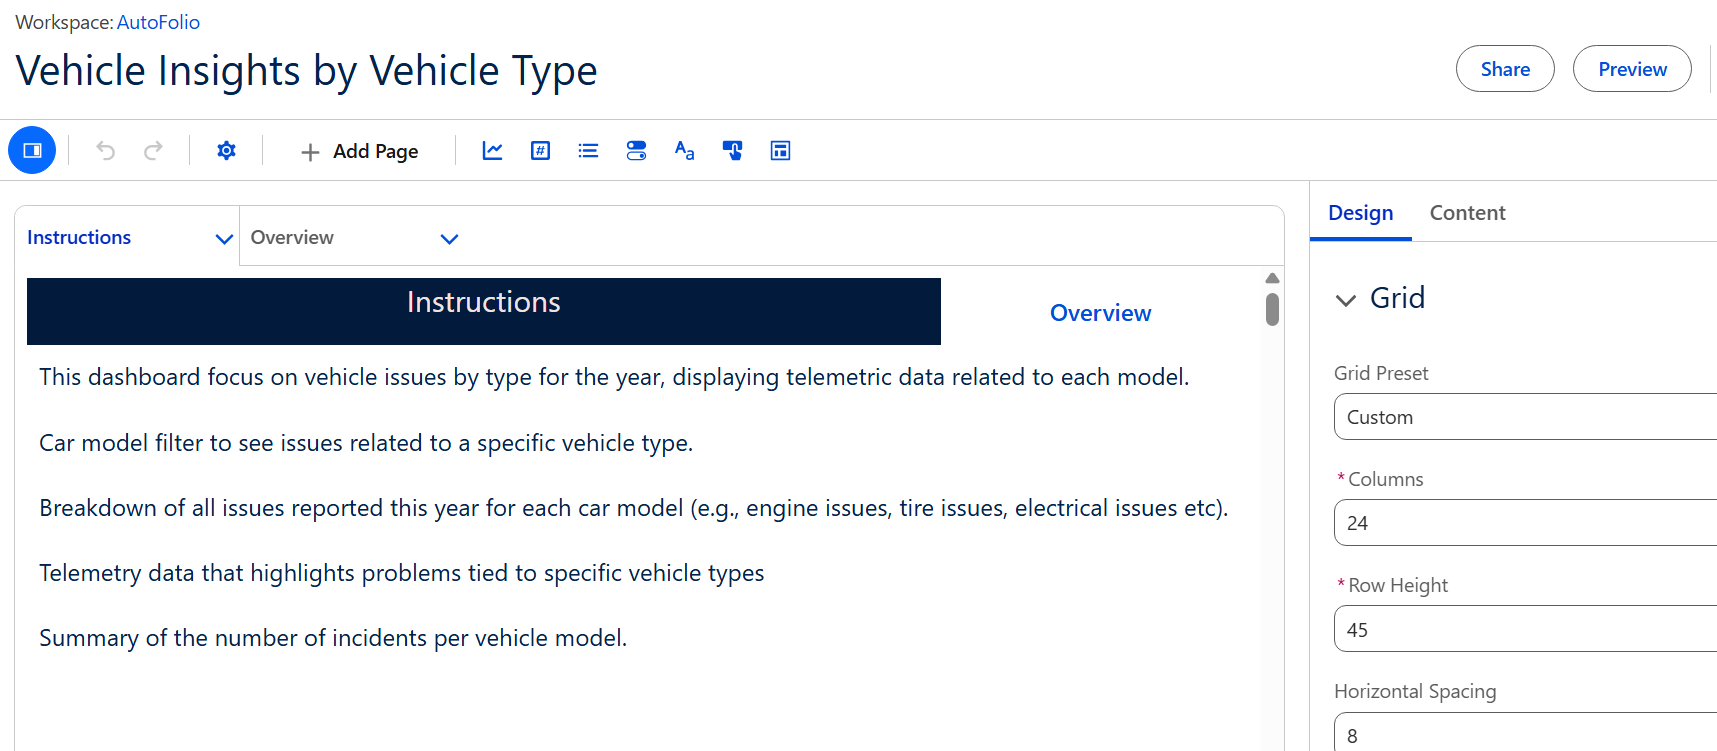 Workspace: AutoFolio
Vehicle Insights by Vehicle Type
Share
Preview
Add Page
#
Aa
Instructions
Overview
Design
Content
Instructions
Overview
Grid
This dashboard focus on vehicle issues by type for the year, displaying telemetric data related to each model.
Grid Preset
Custom
Car model filter to see issues related to a specific vehicle type.
* Columns
Breakdown of all issues reported this year for each car model (e.g., engine issues, tire issues, electrical issues etc).
24
Telemetry data that highlights problems tied to specific vehicle types
* Row Height
45
Summary of the number of incidents per vehicle model.
Horizontal Spacing
8